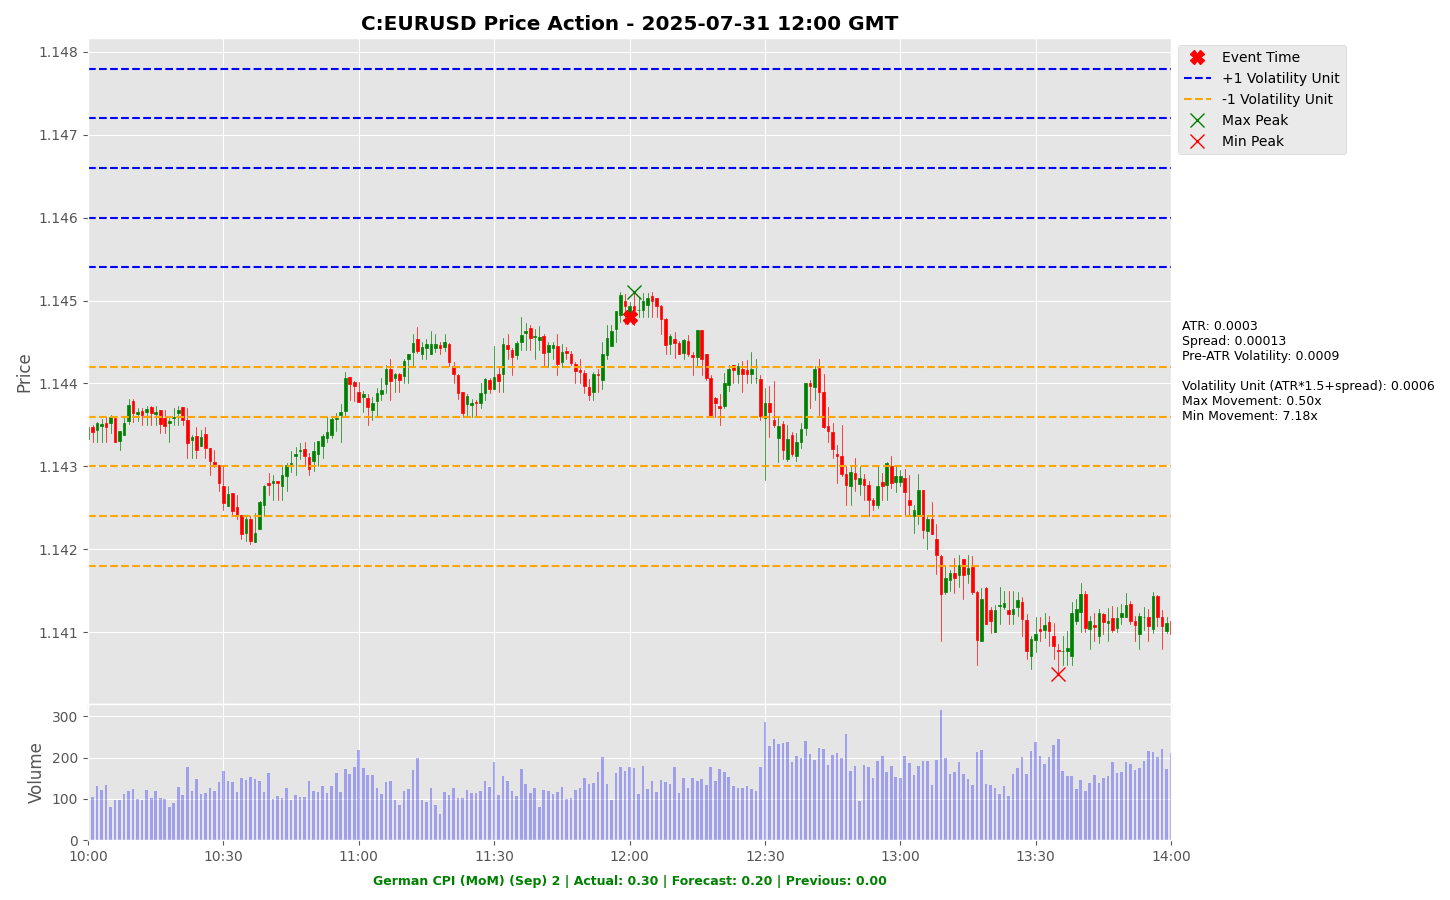 C:EURUSD Price Action - 2025-07-31 12:00 GMT
Price
1.148
1.147
1.146
1.145
1.144
1.143
1.142
1.141
Event Time
+1 Volatility Unit
-1 Volatility Unit
Max Peak
Min Peak
ATR: 0.0003
Spread: 0.00013
Pre-ATR Volatility: 0.0009
Volatility Unit (ATR*1.5+spread): 0.0006
Max Movement: 0.50x
Min Movement: 7.18x
Volume
300
200
100
0
10:00 10:30 11:00 11:30 12:00 12:30 13:00 13:30 14:00
German CPI (MoM) (Sep) 2 | Actual: 0.30 | Forecast: 0.20 | Previous: 0.00